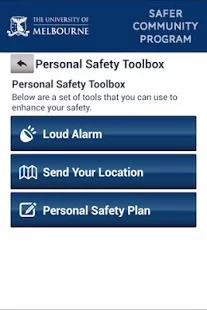 THE UNIVERSITY OF
MELBOURNE
SAFER
COMMUNITY
PROGRAM
Personal Safety Toolbox
Personal Safety Toolbox
Below are a set of tools that you can use to
enhance your safety.
Loud Alarm
Send Your Location
Personal Safety Plan